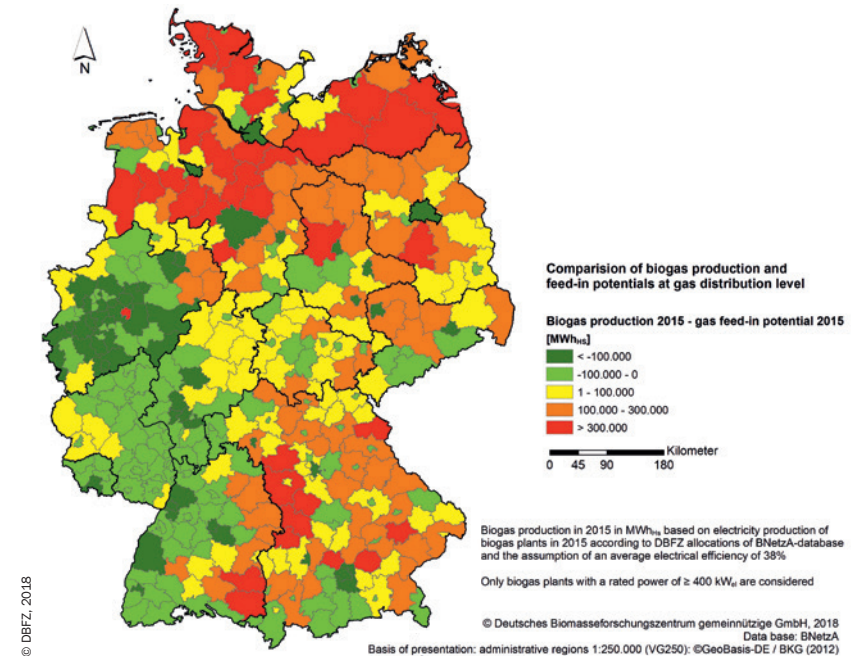 N
Comparision of biogas production and
feed-in potentials at gas distribution level
Biogas production 2015 - gas feed-in potential 2015
[MWhHS]
< -100.000
-100.000 - 0
1 - 100.000
100.000 - 300.000
> 300.000
Kilometer
0 45 90 180
Biogas production in 2015 in MWhHs based on electricity production of
biogas plants in 2015 according to DBFZ allocations of BNetzA-database
and the assumption of an average electrical efficiency of 38%
Only biogas plants with a rated power of ≥ 400 kWel are considered
© Deutsches Biomasseforschungszentrum gemeinnützige GmbH, 2018
Data base: BNetzA
Basis of presentation: administrative regions 1:250.000 (VG250): ©GeoBasis-DE / BKG (2012)
© DBFZ, 2018